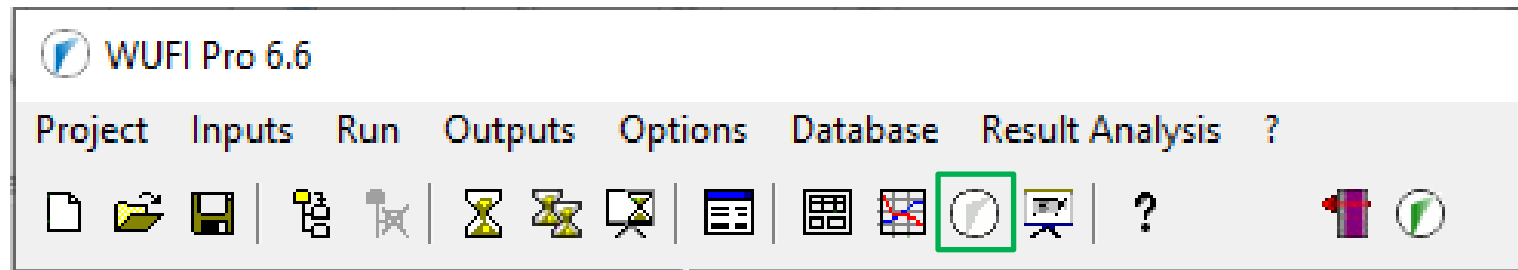 WUFI Pro 6.6
Project Inputs Run Outputs Options Database Result Analysis ?
?